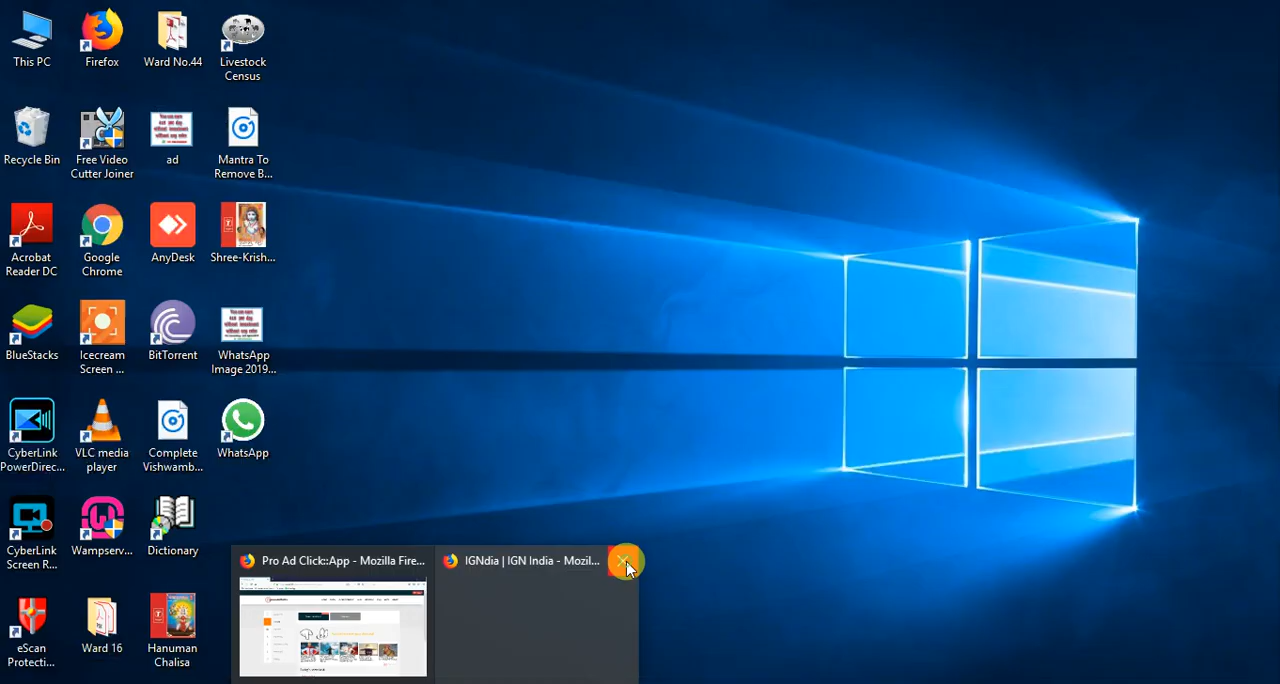 This PC
Firefox
Ward No.44
Livestock
Census
Recycle Bin
Free Video
Cutter Joiner
ad
Mantra To
Remove B...
Acrobat
Reader DC
Google
Chrome
AnyDesk
Shree-Krish...
BlueStacks
Icecream
Screen ...
BitTorrent
WhatsApp
Image 2019...
CyberLink
PowerDirec...
VLC media
player
Complete
Vishwamb...
WhatsApp
CyberLink
Screen R...
Wampserv...
Dictionary
Pro Ad Click::App - Mozilla Fire...
IGNdia | IGN India - Mozil...
eScan
Protecti...
Ward 16
Hanuman
Chalisa